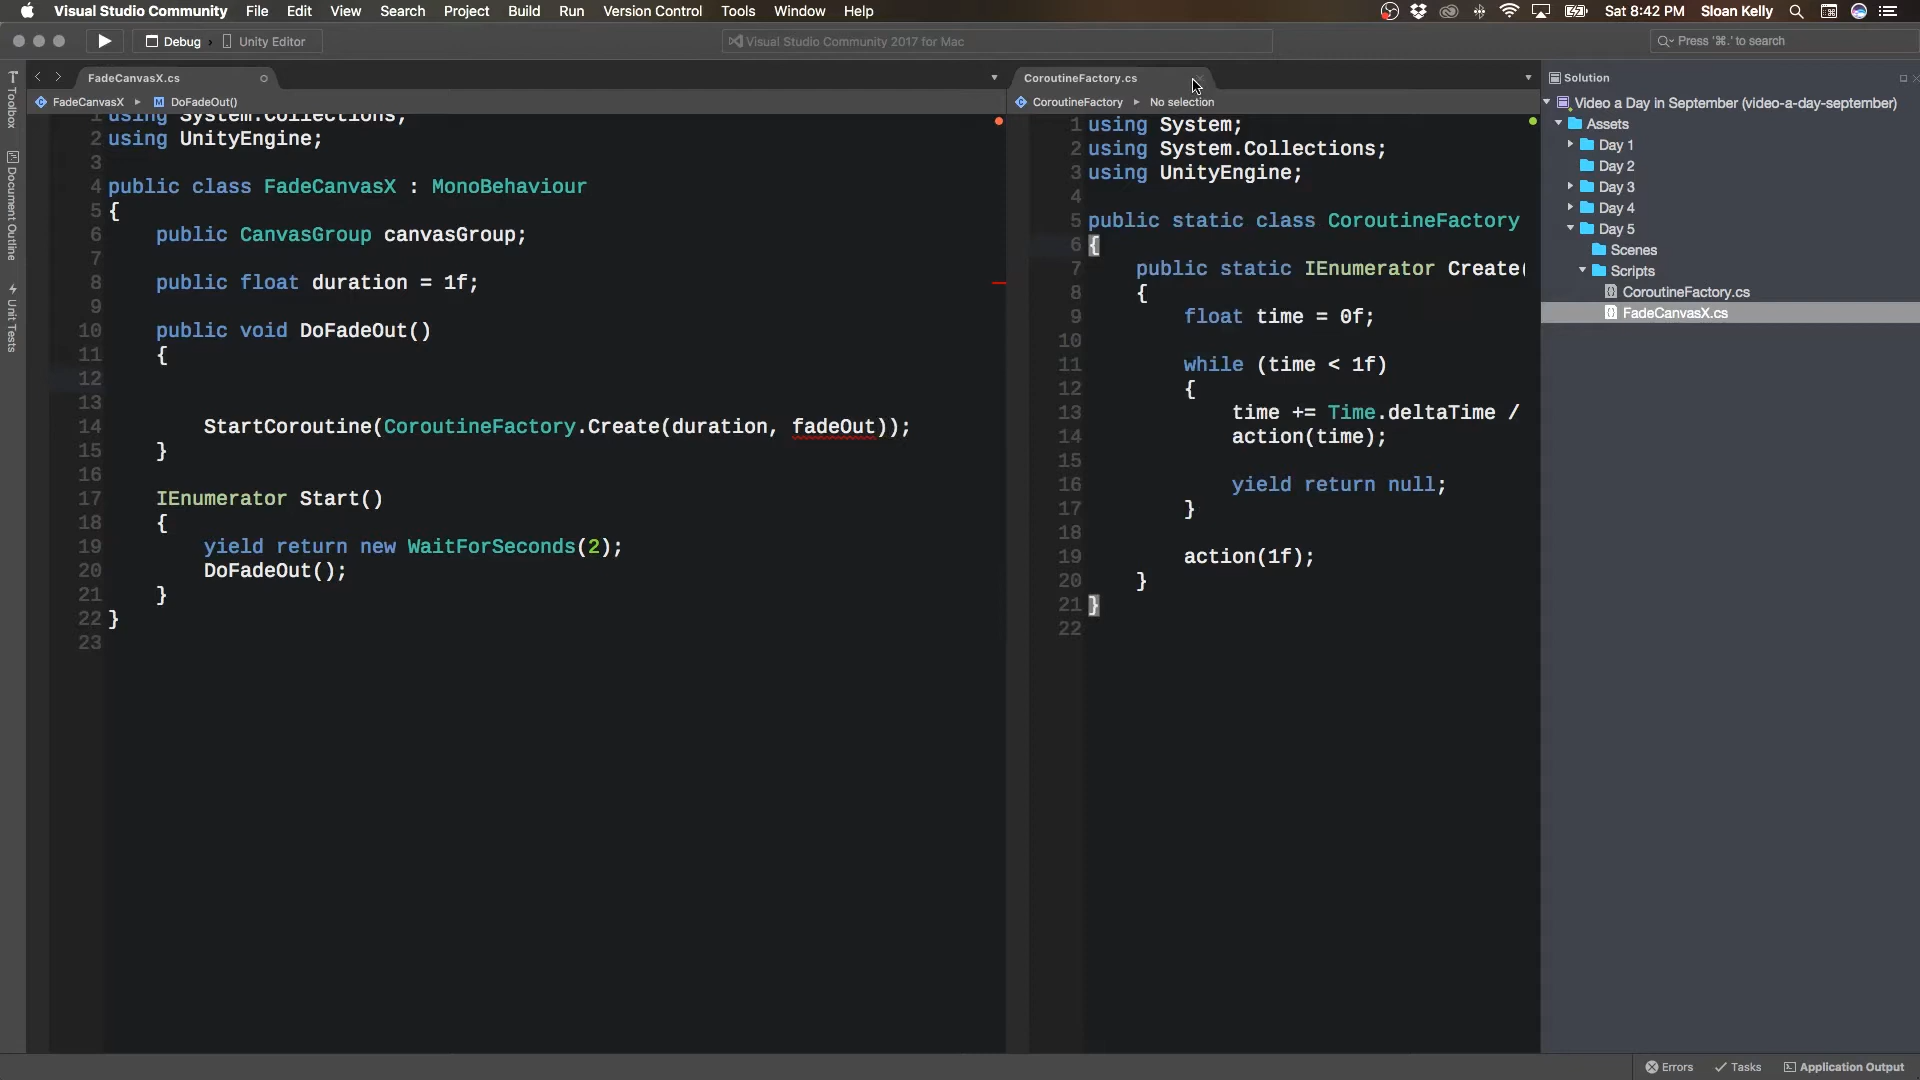 Visual Studio Community File Edit View Search Project Build Run Version Control Tools Window Help Sat 8:42 PM Sloan Kelly
Debug Unity Editor Visual Studio Community 2017 for Mac Press '⌘.' to search
Toolbox
Document Outline
Unit Tests
FadeCanvasX.cs
FadeCanvasX ▸ M DoFadeOut()
1 using System.Collections;
2 using UnityEngine;
3
4 public class FadeCanvasX : MonoBehaviour
5 {
6 public CanvasGroup canvasGroup;
7
8 public float duration = 1f;
9
10 public void DoFadeOut()
11 {
12
13
14 StartCoroutine(CoroutineFactory.Create(duration, fadeOut));
15 }
16
17 IEnumerator Start()
18 {
19 yield return new WaitForSeconds(2);
20 DoFadeOut();
21 }
22 }
23
CoroutineFactory.cs
CoroutineFactory ▸ No selection
1 using System;
2 using System.Collections;
3 using UnityEngine;
4
5 public static class CoroutineFactory
6 {
7 public static IEnumerator Create(
8 {
9 float time = 0f;
10
11 while (time < 1f)
12 {
13 time += Time.deltaTime /
14 action(time);
15
16 yield return null;
17 }
18
19 action(1f);
20 }
21 }
22
Solution
Video a Day in September (video-a-day-september)
Assets
Day 1
Day 2
Day 3
Day 4
Day 5
Scenes
Scripts
CoroutineFactory.cs
FadeCanvasX.cs
Errors Tasks Application Output